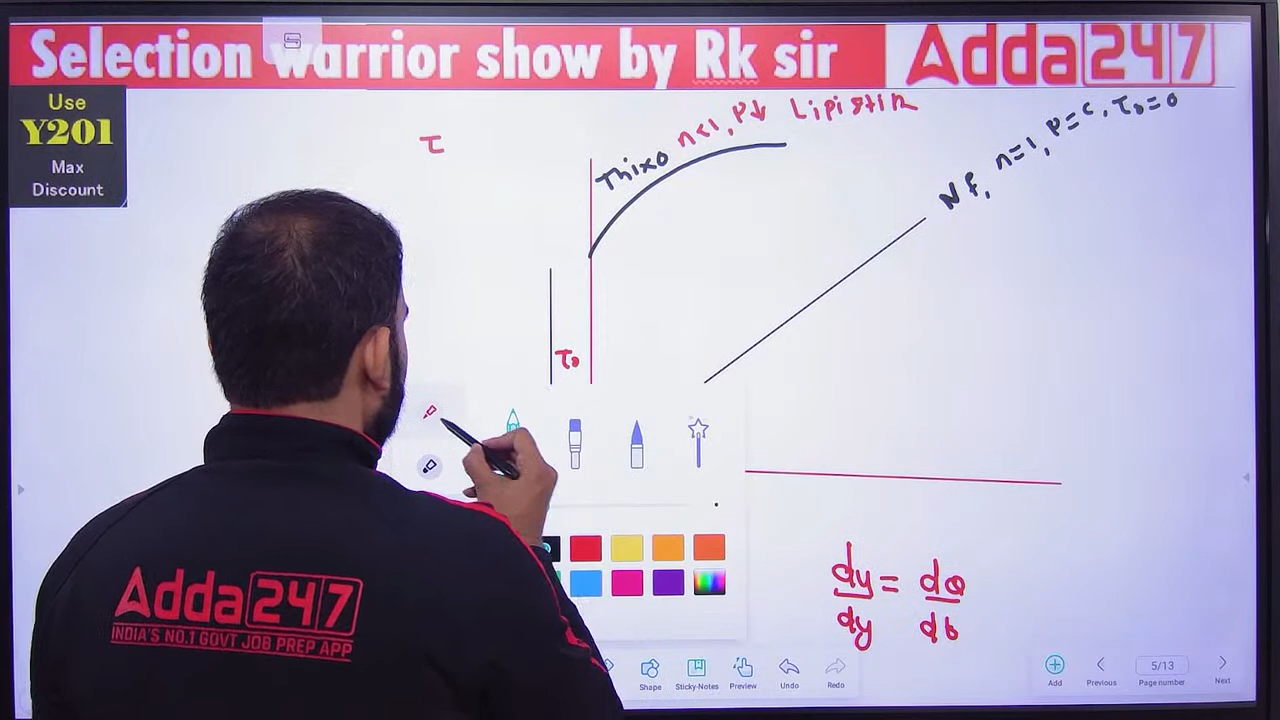 Selection warrior show by Rk sir
Adda247
Use
Y201
Max
Discount
τ
Thixo n<1, μ↓ Lipistin
Nf, n=1, μ=c, τ₀=0
τ₀
du/dy = dθ/dt
Adda247
INDIA'S NO.1 GOVT JOB PREP APP
Shape
Sticky-Notes
Preview
Undo
Redo
Add
Previous
5/13
Page number
Next